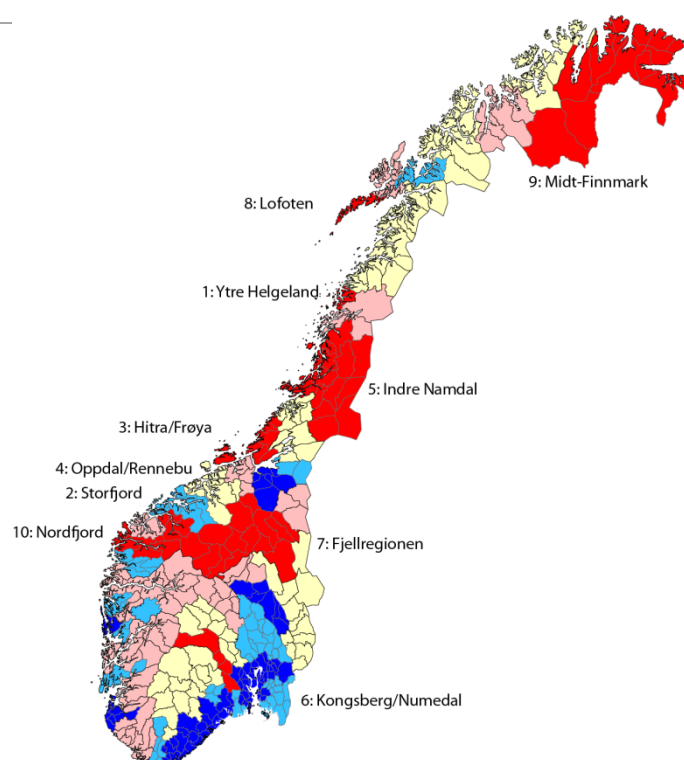 9: Midt-Finnmark
8: Lofoten
1: Ytre Helgeland
5: Indre Namdal
3: Hitra/Frøya
4: Oppdal/Rennebu
2: Storfjord
10: Nordfjord
7: Fjellregionen
6: Kongsberg/Numedal